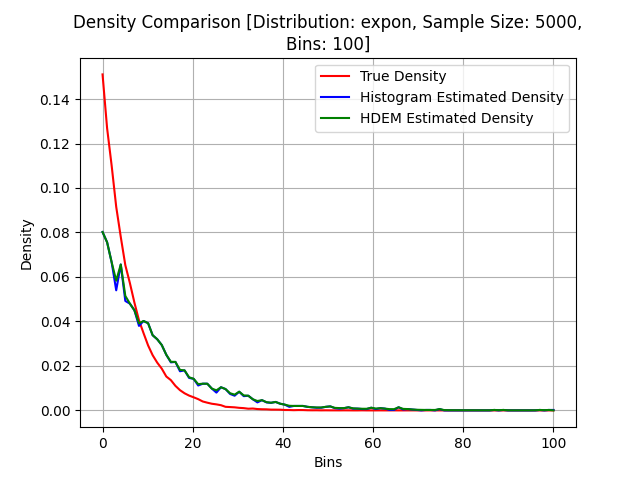 Density Comparison [Distribution: expon, Sample Size: 5000,
Bins: 100]
True Density
Histogram Estimated Density
HDEM Estimated Density
Density
0.14
0.12
0.10
0.08
0.06
0.04
0.02
0.00
0 20 40 60 80 100
Bins